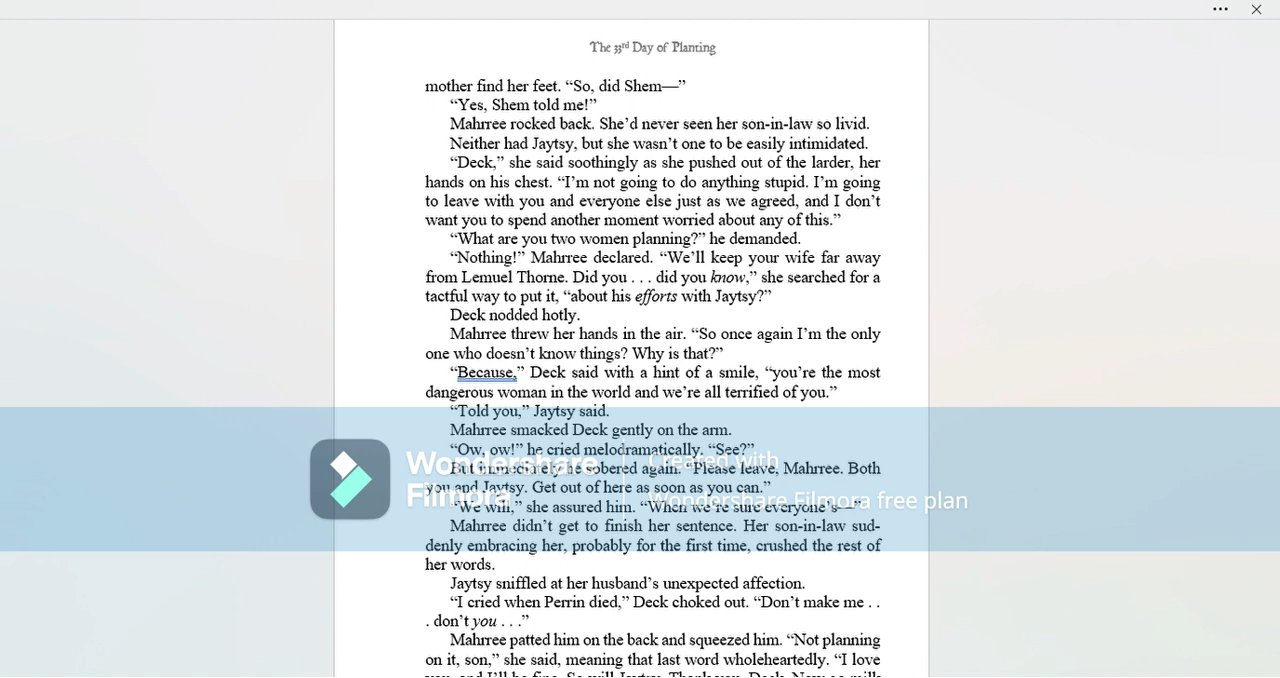 The 33rd Day of Planting
mother find her feet. “So, did Shem—”
“Yes, Shem told me!”
Mahrree rocked back. She’d never seen her son-in-law so livid.
Neither had Jaytsy, but she wasn’t one to be easily intimidated.
“Deck,” she said soothingly as she pushed out of the larder, her
hands on his chest. “I’m not going to do anything stupid. I’m going
to leave with you and everyone else just as we agreed, and I don’t
want you to spend another moment worried about any of this.”
“What are you two women planning?” he demanded.
“Nothing!” Mahrree declared. “We’ll keep your wife far away
from Lemuel Thorne. Did you . . . did you know,” she searched for a
tactful way to put it, “about his efforts with Jaytsy?”
Deck nodded hotly.
Mahrree threw her hands in the air. “So once again I’m the only
one who doesn’t know things? Why is that?”
“Because,” Deck said with a hint of a smile, “you’re the most
dangerous woman in the world and we’re all terrified of you.”
“Told you,” Jaytsy said.
Mahrree smacked Deck gently on the arm.
“Ow, ow!” he cried melodramatically. “See?”
Wondershare
Filmora
Created with
Wondershare Filmora free plan
But immediately he sobered again. “Please leave, Mahrree. Both
you and Jaytsy. Get out of here as soon as you can.”
“We will,” she assured him. “When we’re sure everyone’s—”
Mahrree didn’t get to finish her sentence. Her son-in-law sud-
denly embracing her, probably for the first time, crushed the rest of
her words.
Jaytsy sniffled at her husband’s unexpected affection.
“I cried when Perrin died,” Deck choked out. “Don’t make me . .
. don’t you . . .”
Mahrree patted him on the back and squeezed him. “Not planning
on it, son,” she said, meaning that last word wholeheartedly. “I love